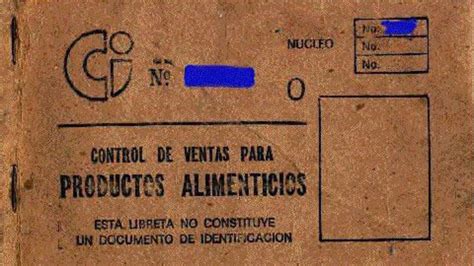 Ci
NUCLEO
No.
No.
No.
Nº
O
CONTROL DE VENTAS PARA
PRODUCTOS ALIMENTICIOS
ESTA LIBRETA NO CONSTITUYE
UN DOCUMENTO DE IDENTIFICACION